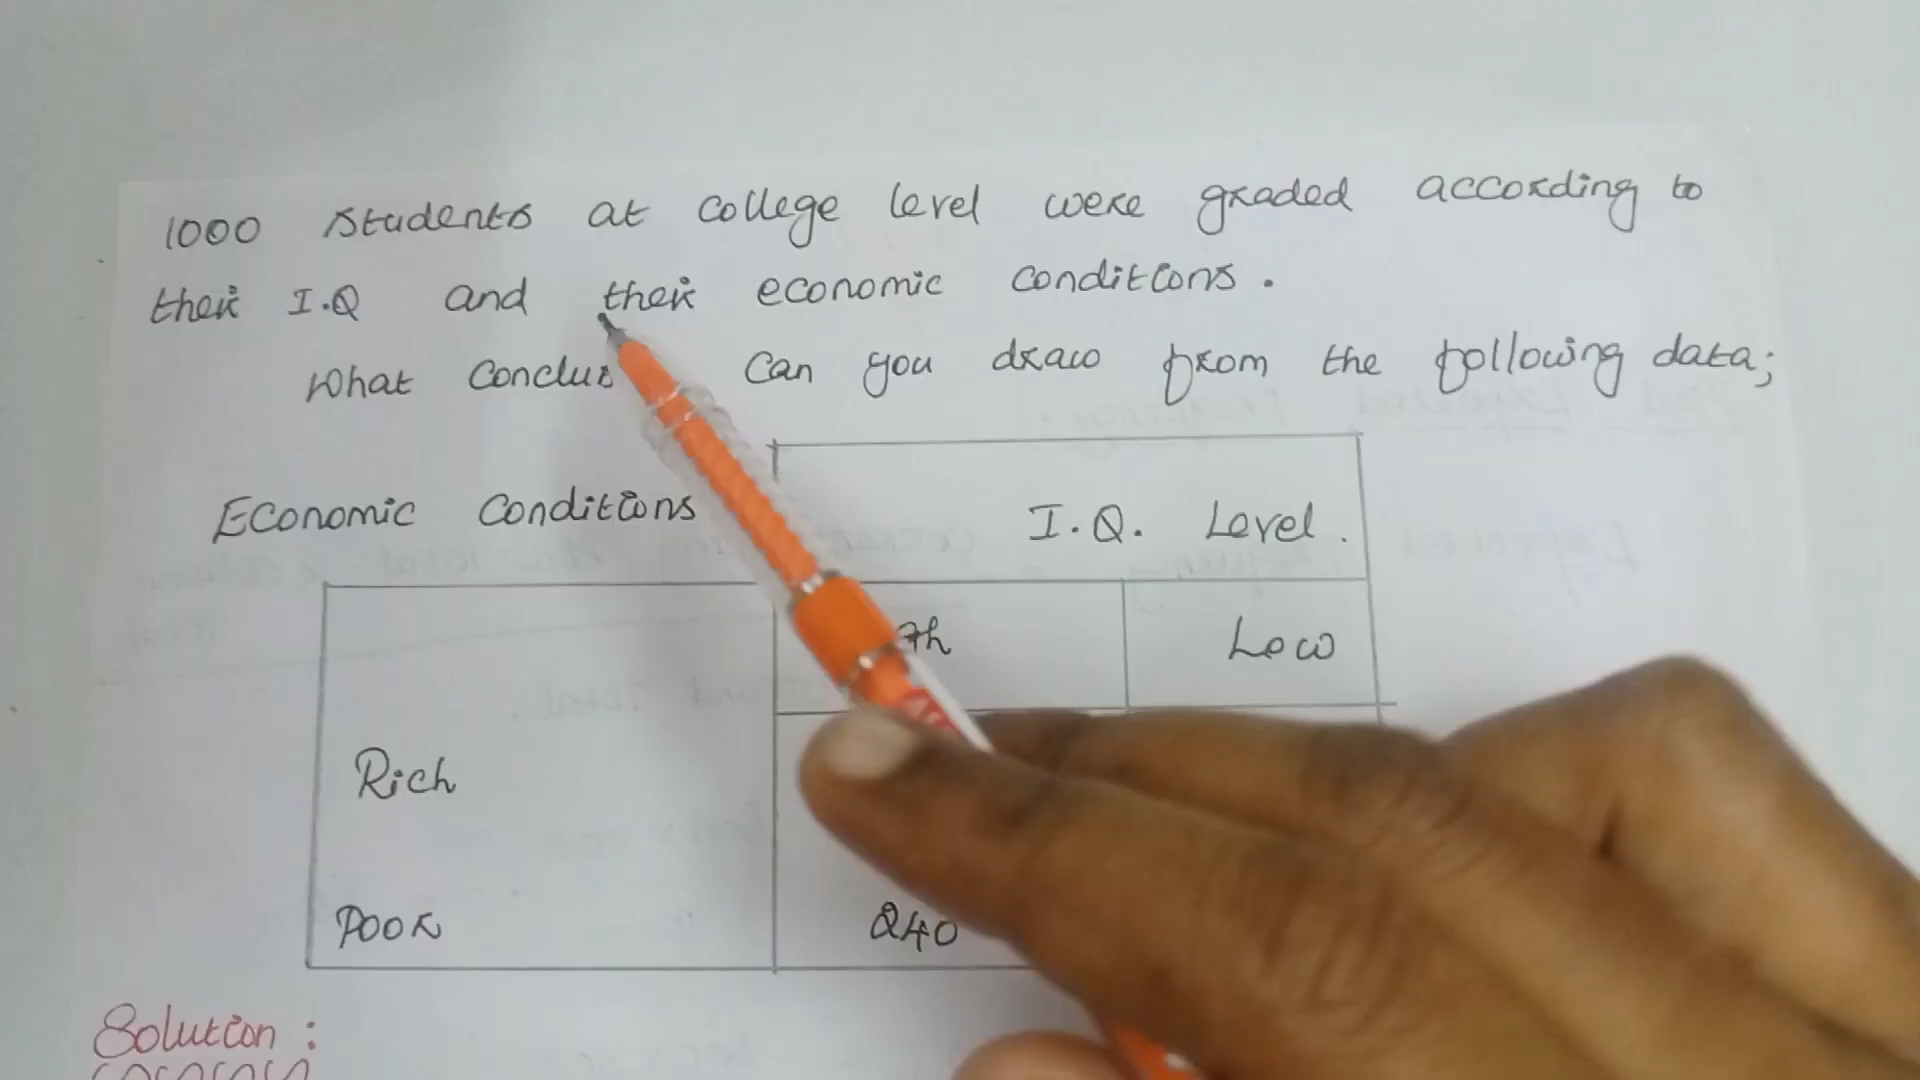 1000 students at college level were graded according to
their I.Q and their economic conditions.
What can you draw from the following data;
Economic Conditions I.Q. Level.
Low
Rich
Poor 240
Solution :